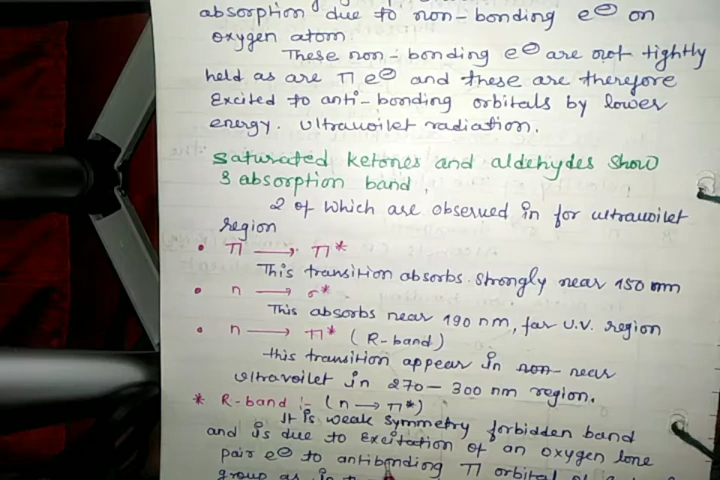 absorption due to non-bonding e⊖ on
oxygen atom.
These non-bonding e⊖ are not tightly
held as are π e⊖ and these are therefore
Excited to anti-bonding orbitals by lower
energy. Ultravoilet radiation.
Saturated ketones and aldehydes show
3 absorption band,
2 of which are observed in for ultravoilet
region
• π ⟶ π*
This transition absorbs strongly near 150 nm
• n ⟶ σ*
This absorbs near 190 nm, far U.V. region
• n ⟶ π* (R-band)
this transition appear in non- near
ultravoilet in 270 – 300 nm region.
* R-band :- (n ⟶ π*)
It is weak symmetry forbidden band
and is due to Excitation of an oxygen lone
pair e⊖ to antibonding π orbital of
group as in